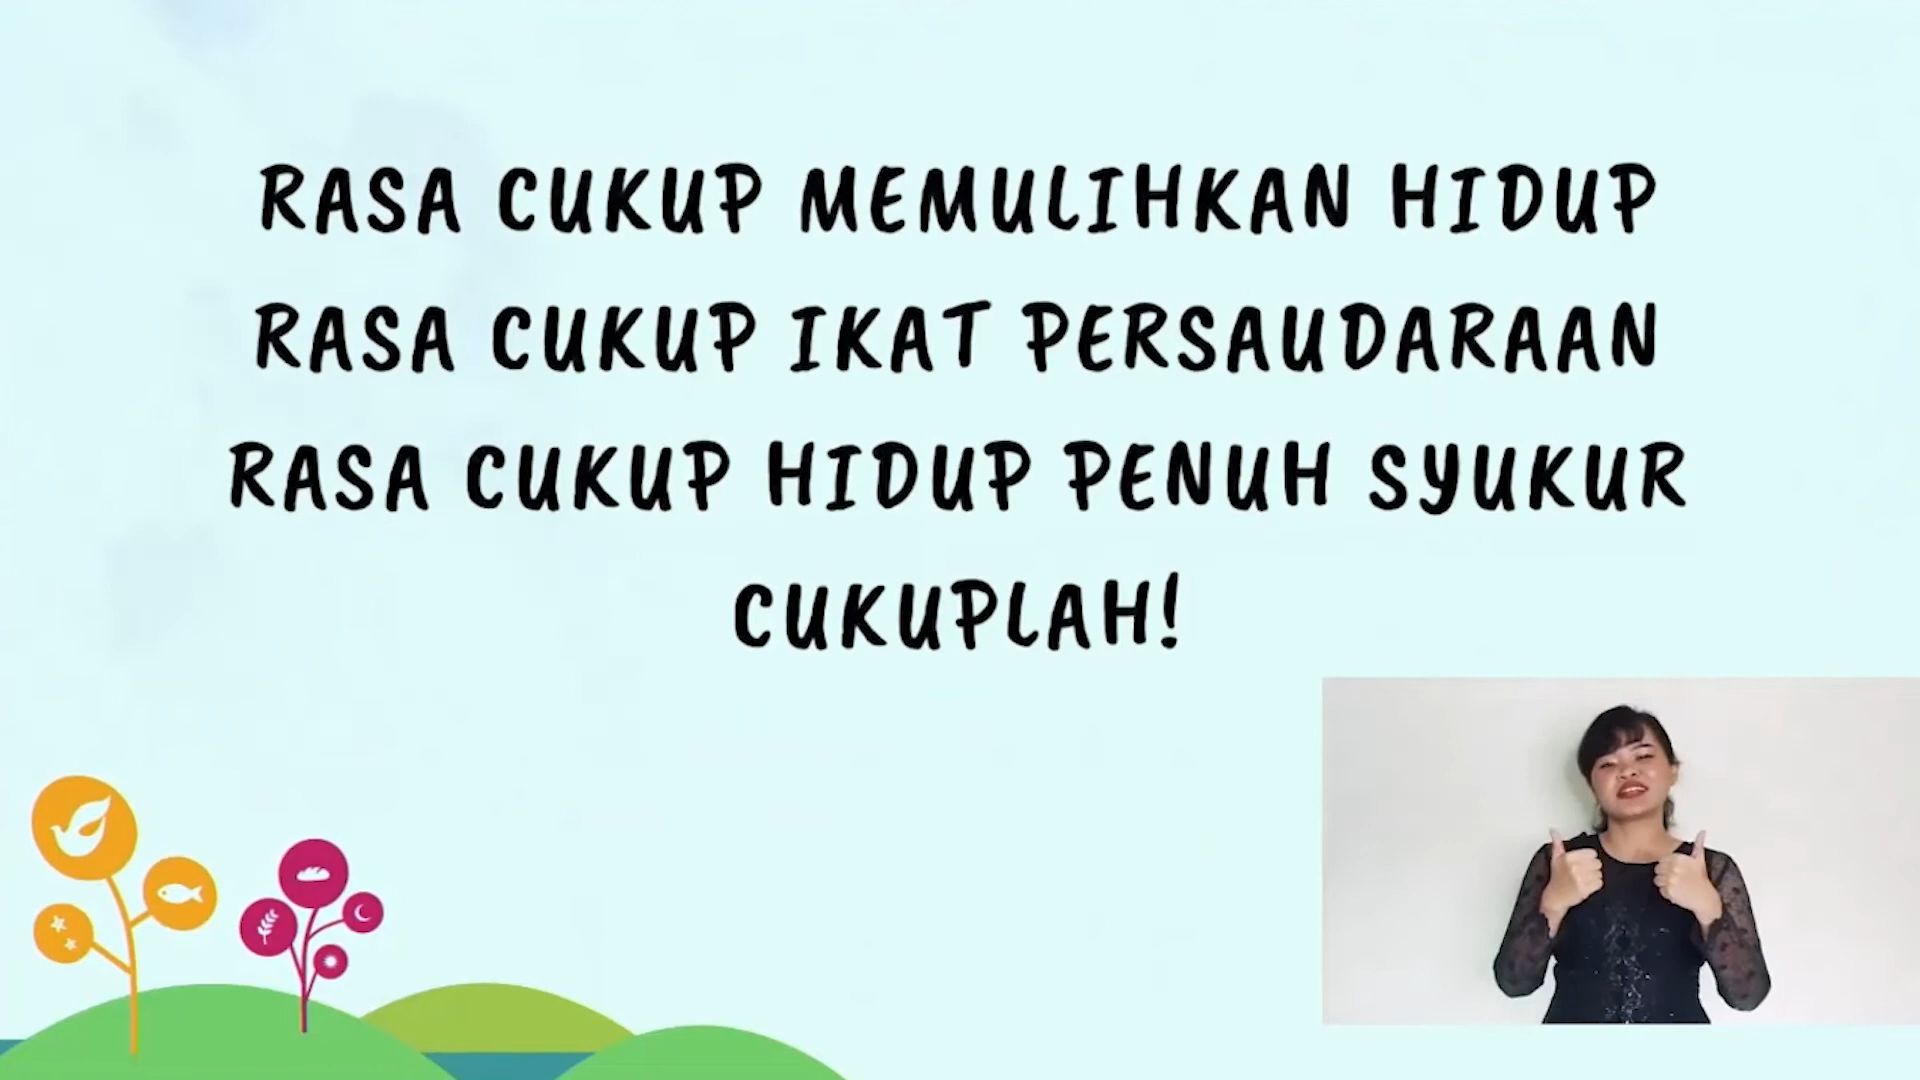 RASA CUKUP MEMULIHKAN HIDUP
RASA CUKUP IKAT PERSAUDARAAN
RASA CUKUP HIDUP PENUH SYUKUR
CUKUPLAH!